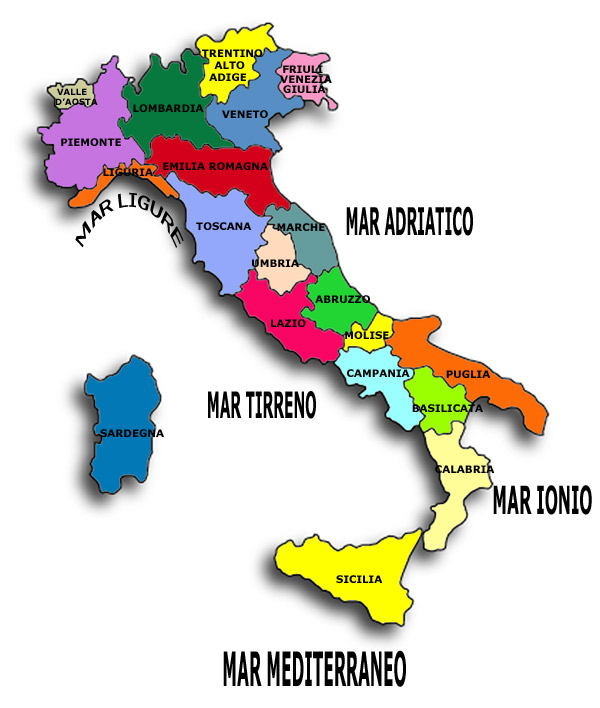 TRENTINO
ALTO
ADIGE
FRIULI
VENEZIA
GIULIA
VALLE
D'AOSTA
LOMBARDIA
VENETO
PIEMONTE
EMILIA ROMAGNA
LIGURIA
MAR LIGURE
TOSCANA
MARCHE
MAR ADRIATICO
UMBRIA
ABRUZZO
LAZIO
MOLISE
CAMPANIA
PUGLIA
MAR TIRRENO
BASILICATA
SARDEGNA
CALABRIA
MAR IONIO
SICILIA
MAR MEDITERRANEO